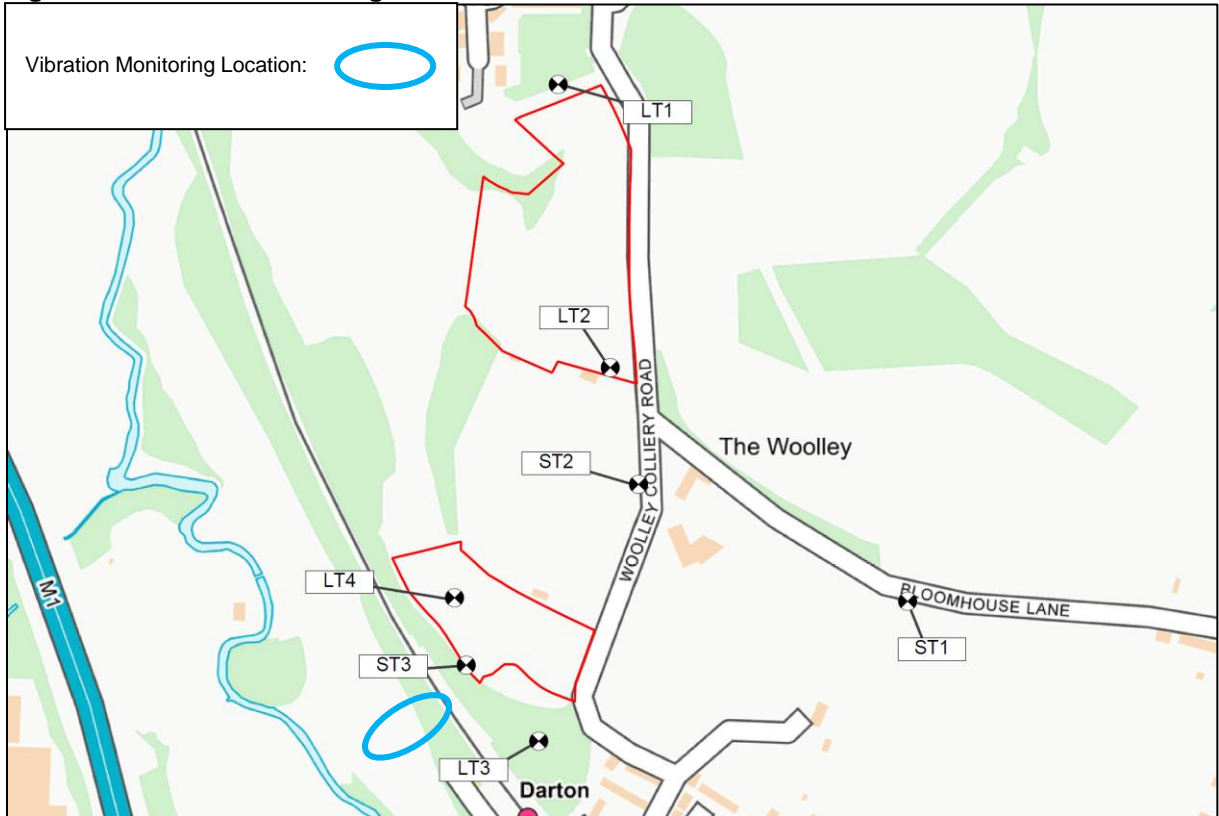 Vibration Monitoring Location:
LT1
LT2
WOOLLEY COLLIERY ROAD
The Woolley
ST2
LT4
M1
BLOOMHOUSE LANE
ST1
ST3
LT3
Darton